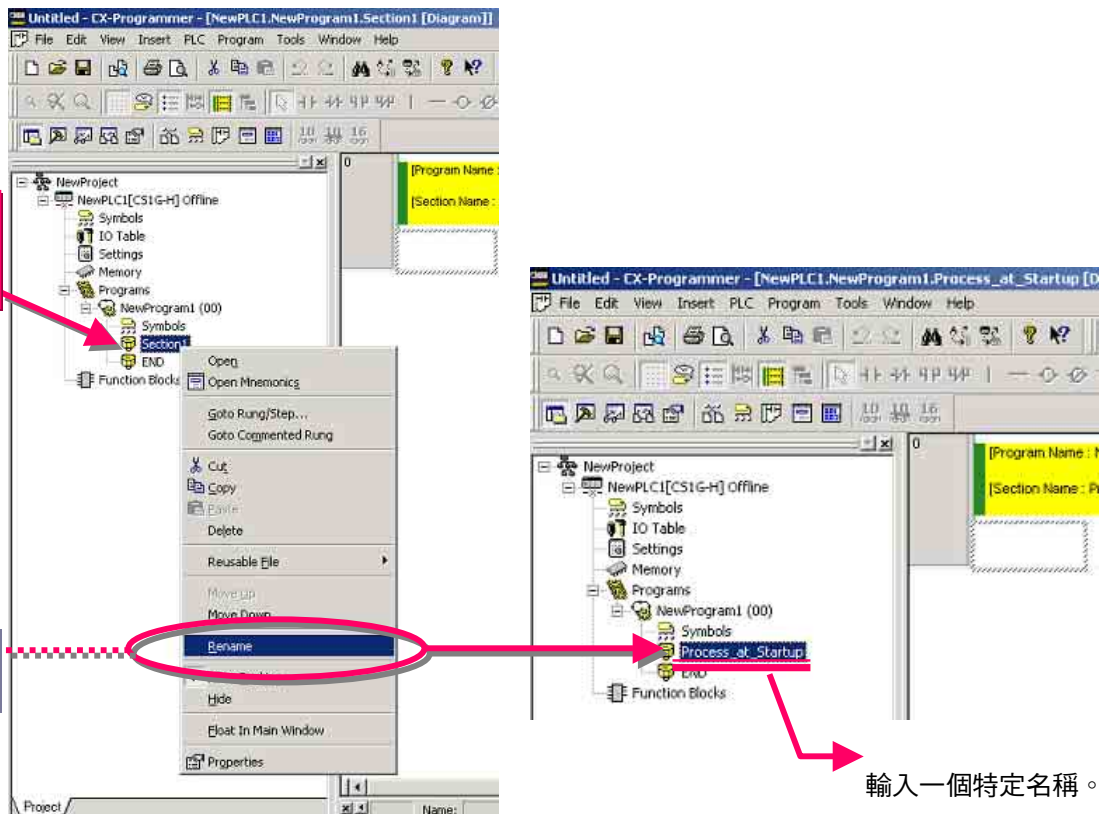 Untitled - CX-Programmer - [NewPLC1.NewProgram1.Section1 [Diagram]]
File Edit View Insert PLC Program Tools Window Help
NewProject
NewPLC1[CS1G-H] Offline
Symbols
IO Table
Settings
Memory
Programs
NewProgram1 (00)
Symbols
Section1
END
Function Blocks
0
[Program Name :
[Section Name :
Open
Open Mnemonics
Goto Rung/Step...
Goto Commented Rung
Cut
Copy
Paste
Delete
Reusable File
Move Up
Move Down
Rename
Hide
Float In Main Window
Properties
Project
Name:
Untitled - CX-Programmer - [NewPLC1.NewProgram1.Process_at_Startup [D
File Edit View Insert PLC Program Tools Window Help
NewProject
NewPLC1[CS1G-H] Offline
Symbols
IO Table
Settings
Memory
Programs
NewProgram1 (00)
Symbols
Process_at_Startup
END
Function Blocks
0
[Program Name : N
[Section Name : Pr
輸入一個特定名稱。